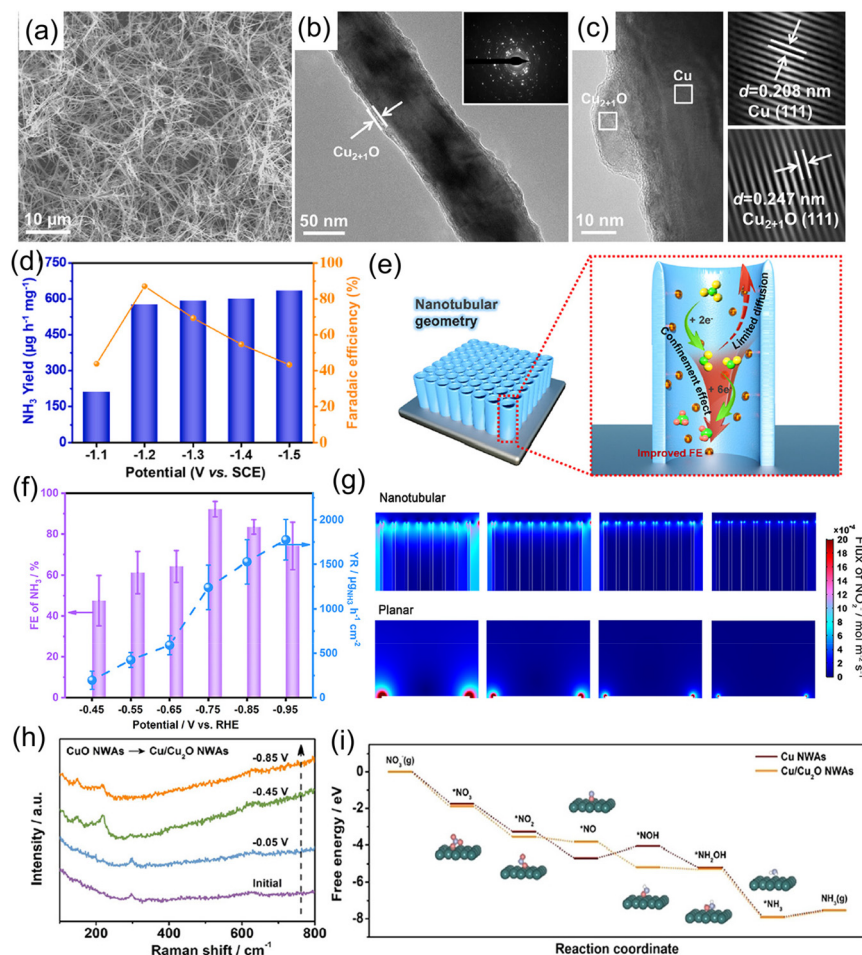 (a)
10 µm
(b)
Cu2+1O
50 nm
(c)
Cu2+1O
Cu
10 nm
d=0.208 nm
Cu (111)
d=0.247 nm
Cu2+1O (111)
(d)
NH3 Yield (µg h-1 mg-1)
750
600
450
300
150
0
100
80
60
40
20
0
Faradaic efficiency (%)
-1.1 -1.2 -1.3 -1.4 -1.5
Potential (V vs. SCE)
(e)
Nanotubular
geometry
+ 2e-
Limited diffusion
Confinement effect
+ 6e-
Improved FE
(f)
FE of NH3 / %
100
80
60
40
20
0
2000
1500
1000
500
0
YR / µgNH3 h-1 cm-2
-0.45 -0.55 -0.65 -0.75 -0.85 -0.95
Potential / V vs. RHE
(g)
Nanotubular
Planar
×10-4
20
18
16
14
12
10
8
6
4
2
0
Flux of NO2- / mol m-2 s-1
(h)
CuO NWAs → Cu/Cu2O NWAs
-0.85 V
-0.45 V
-0.05 V
Initial
Intensity / a.u.
200 400 600 800
Raman shift / cm-1
(i)
Cu NWAs
Cu/Cu2O NWAs
Free energy / eV
0
-2
-4
-6
-8
NO3-(g)
*NO3
*NO2
*NO
*NOH
*NH2OH
*NH3
NH3(g)
Reaction coordinate